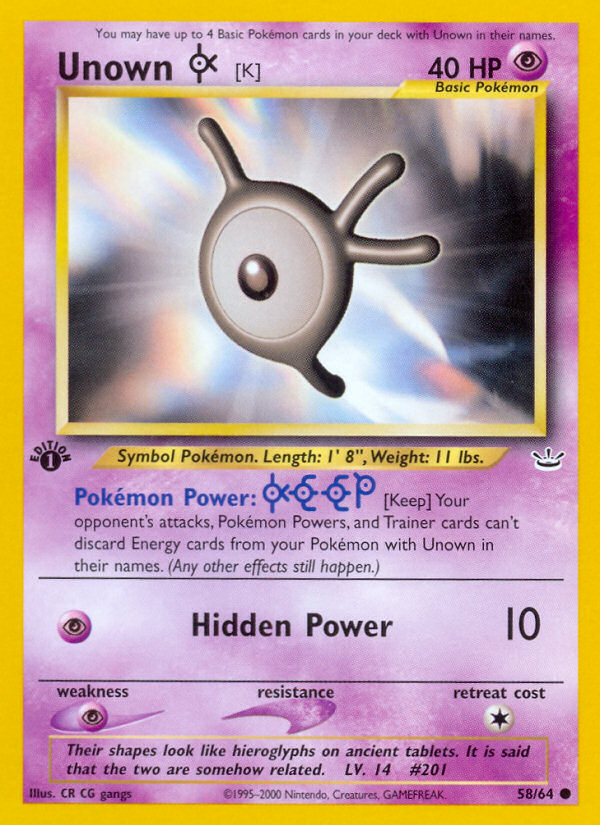 You may have up to 4 Basic Pokémon cards in your deck with Unown in their names.
Unown K [K] 40 HP
Basic Pokémon
EDITION 1
Symbol Pokémon. Length: 1' 8", Weight: 11 lbs.
Pokémon Power: KEEP [Keep] Your
opponent's attacks, Pokémon Powers, and Trainer cards can't
discard Energy cards from your Pokémon with Unown in
their names. (Any other effects still happen.)
Hidden Power 10
weakness resistance retreat cost
Their shapes look like hieroglyphs on ancient tablets. It is said
that the two are somehow related. LV. 14 #201
Illus. CR CG gangs ©1995–2000 Nintendo, Creatures, GAMEFREAK. 58/64 ●